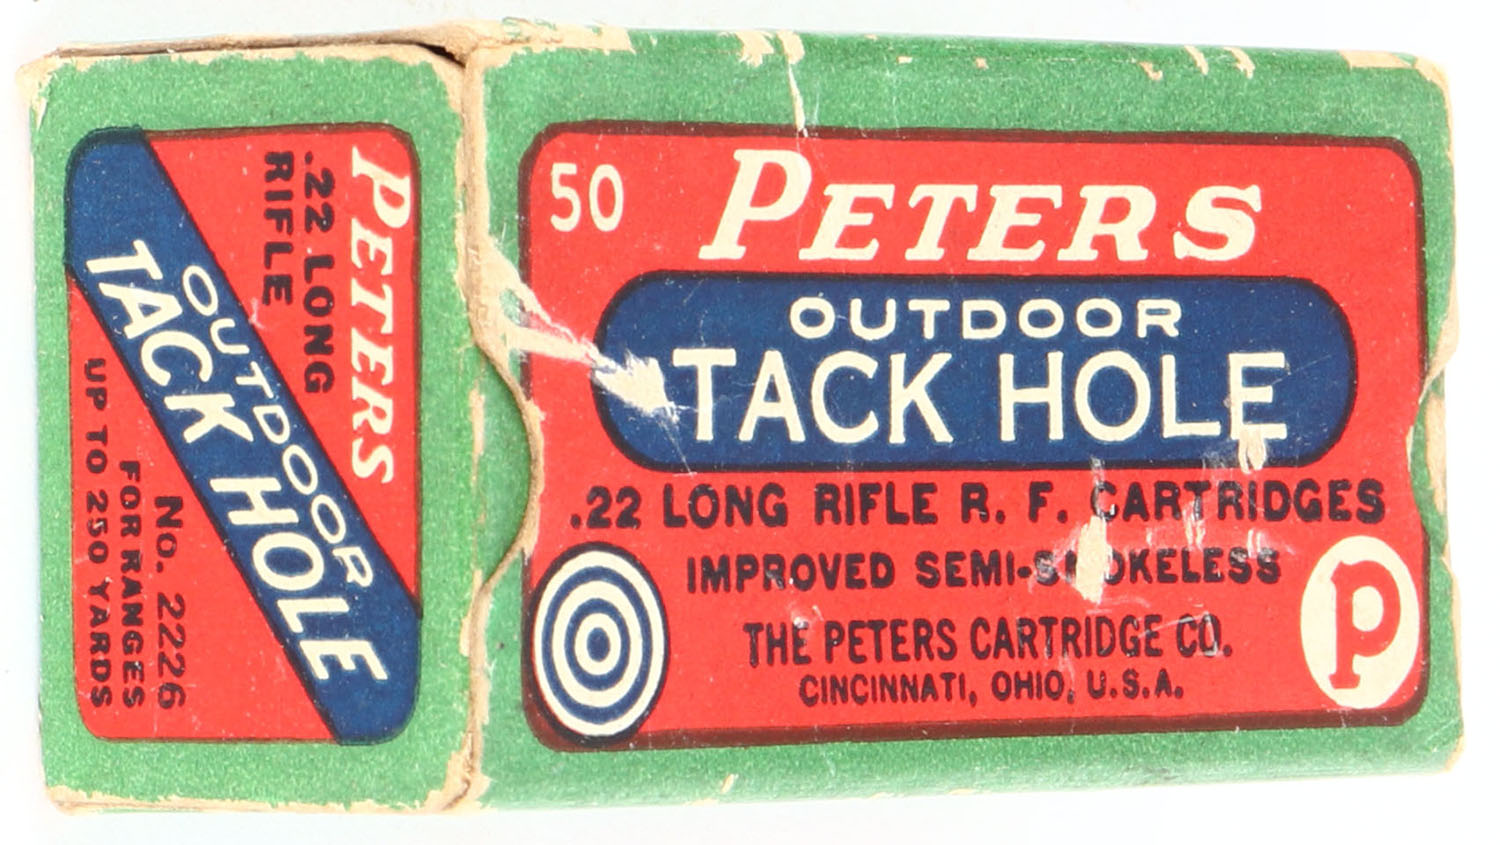 50
PETERS
OUTDOOR
TACK HOLE
.22 LONG RIFLE R. F. CARTRIDGES
IMPROVED SEMI-SMOKELESS
THE PETERS CARTRIDGE CO.
CINCINNATI, OHIO, U.S.A.
P
PETERS
.22 LONG
RIFLE
OUTDOOR
TACK HOLE
No. 2226
FOR RANGES
UP TO 250 YARDS